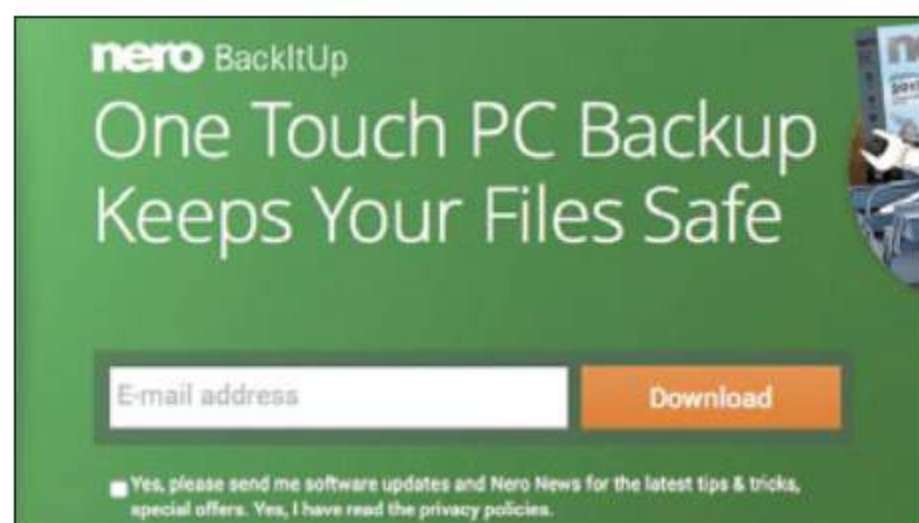 nero BackItUp
One Touch PC Backup
Keeps Your Files Safe
E-mail address
Download
Yes, please send me software updates and Nero News for the latest tips & tricks,
special offers. Yes, I have read the privacy policies.